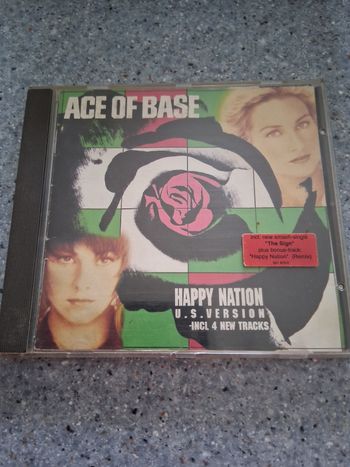 ACE OF BASE
incl. new smash-single
"The Sign"
plus bonus-track:
"Happy Nation" (Remix)
HAPPY NATION
U.S.VERSION
-INCL 4 NEW TRACKS